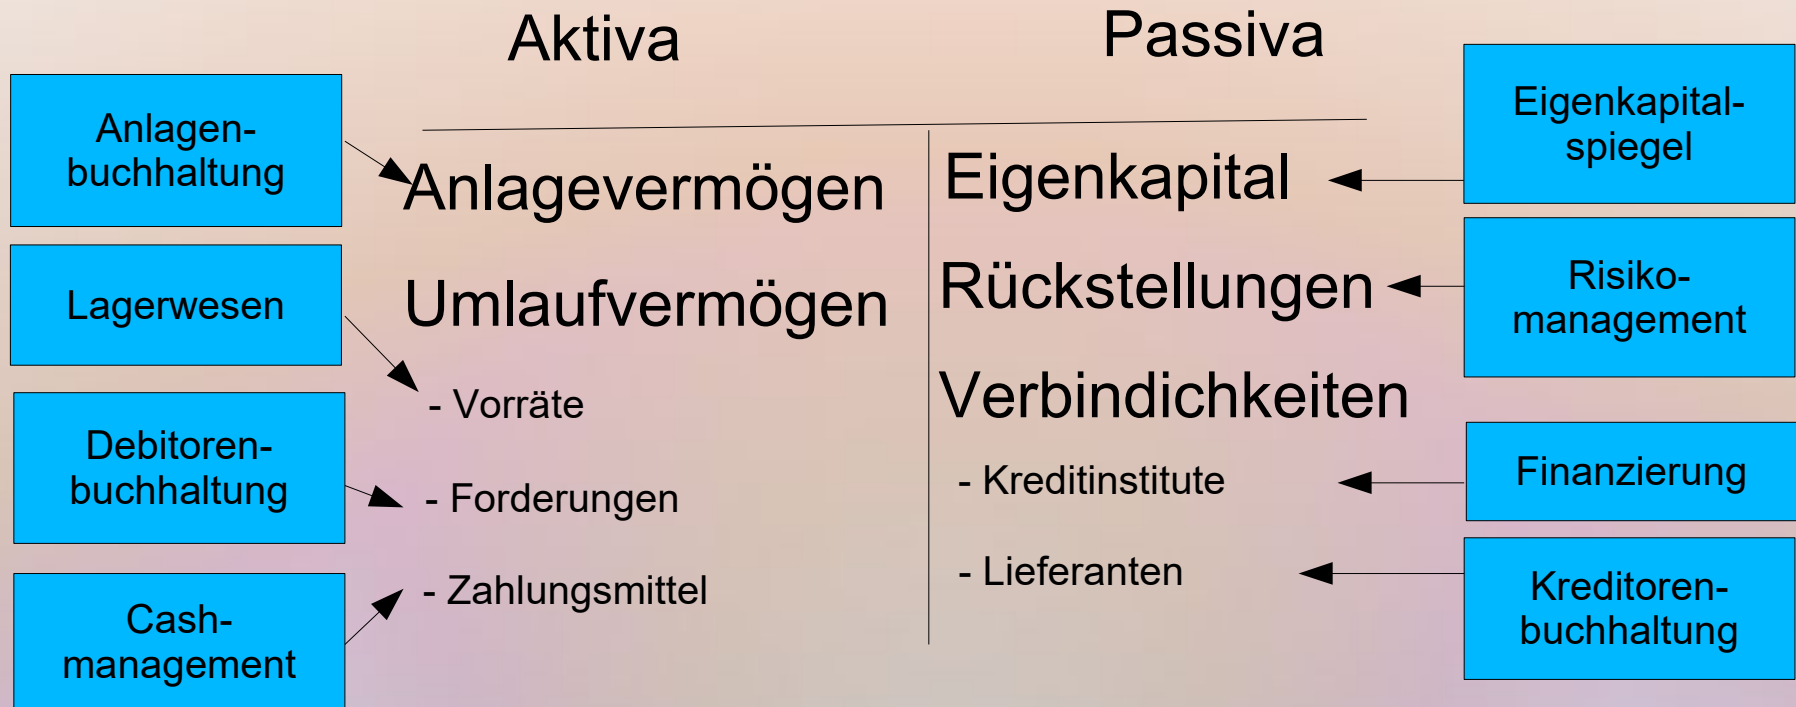 Aktiva
Passiva
Anlagen-
buchhaltung
Lagerwesen
Debitoren-
buchhaltung
Cash-
management
Anlagevermögen
Umlaufvermögen
- Vorräte
- Forderungen
- Zahlungsmittel
Eigenkapital
Rückstellungen
Verbindichkeiten
- Kreditinstitute
- Lieferanten
Eigenkapital-
spiegel
Risiko-
management
Finanzierung
Kreditoren-
buchhaltung